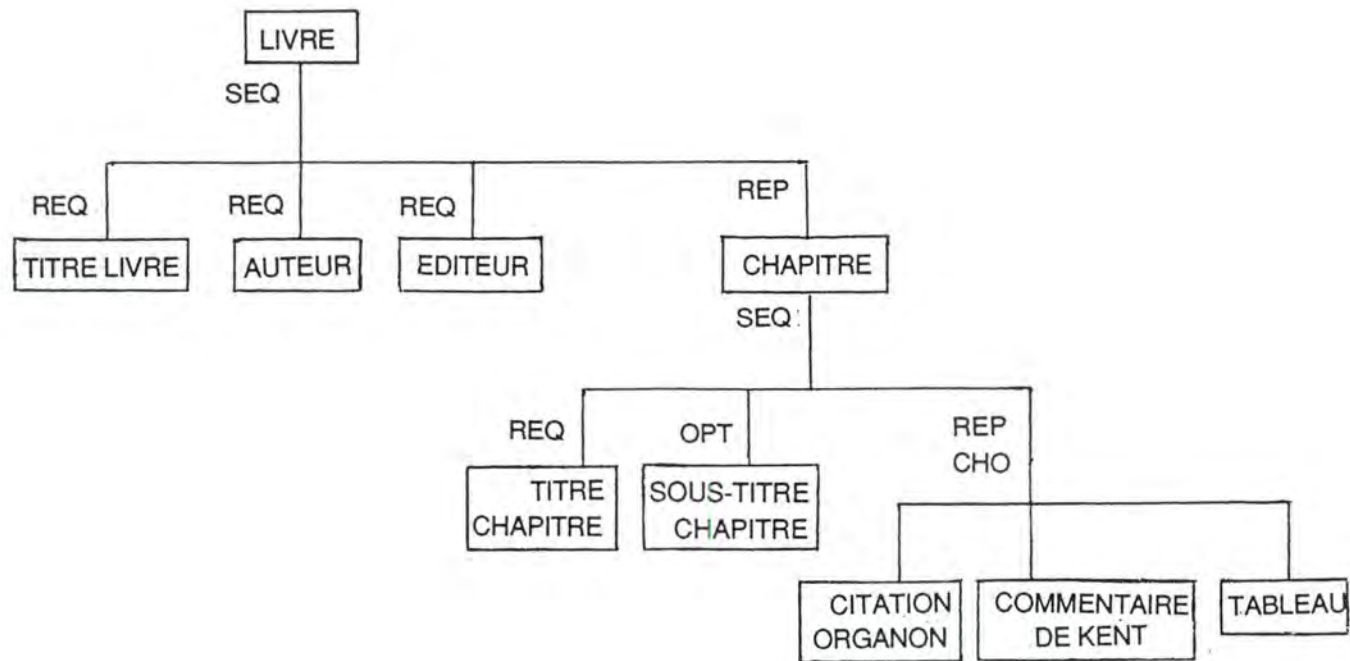 LIVRE
SEQ
REQ
REQ
REQ
REP
TITRE LIVRE
AUTEUR
EDITEUR
CHAPITRE
SEQ
REQ
OPT
REP
CHO
TITRE
CHAPITRE
SOUS-TITRE
CHAPITRE
CITATION
ORGANON
COMMENTAIRE
DE KENT
TABLEAU